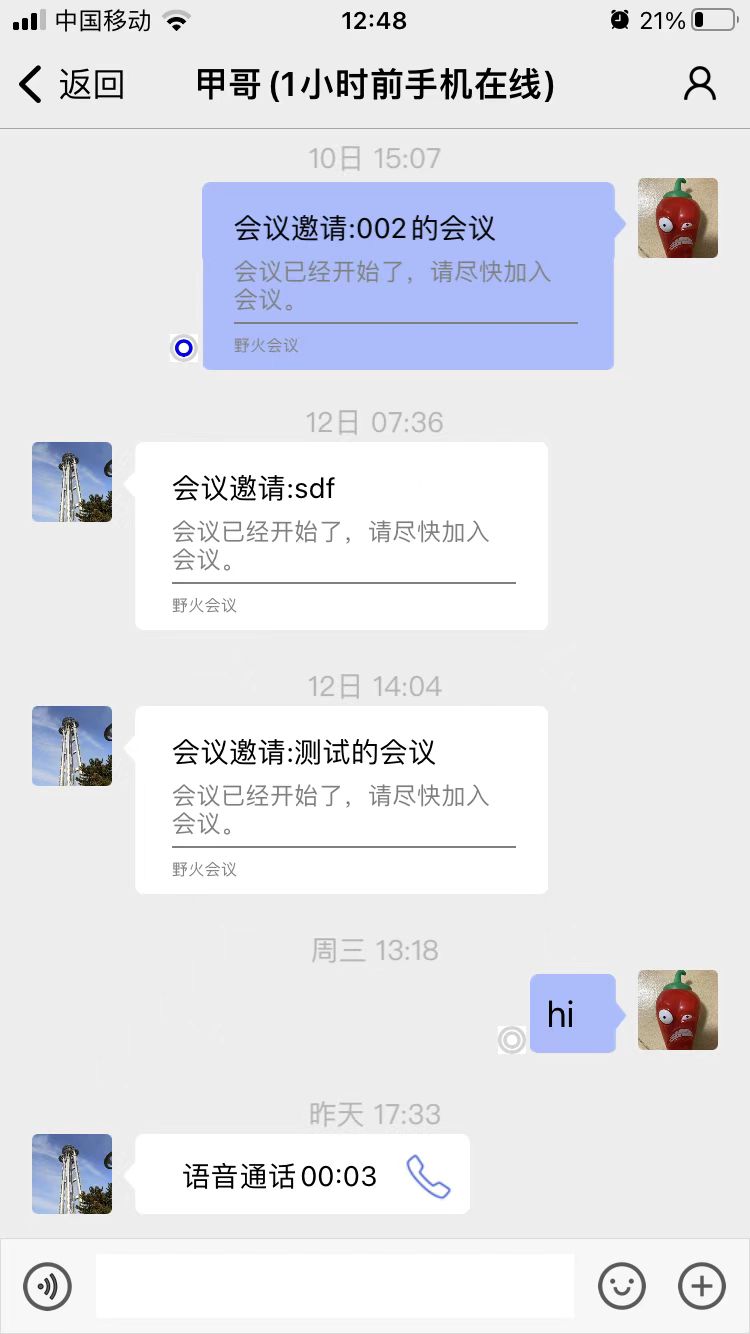 中国移动
12:48
21%
返回
甲哥(1小时前手机在线)
10日 15:07
会议邀请:002的会议
会议已经开始了，请尽快加入
会议。
野火会议
12日 07:36
会议邀请:sdf
会议已经开始了，请尽快加入
会议。
野火会议
12日 14:04
会议邀请:测试的会议
会议已经开始了，请尽快加入
会议。
野火会议
周三 13:18
hi
昨天 17:33
语音通话00:03